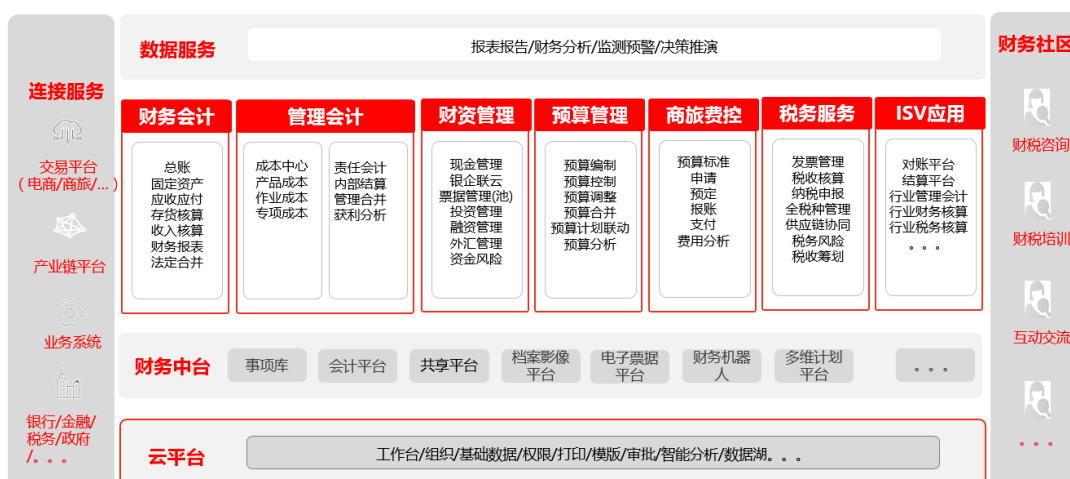 连接服务
交易平台
(电商/商旅/...)
产业链平台
业务系统
银行/金融/
税务/政府
/。。。
数据服务
报表报告/财务分析/监测预警/决策推演
财务会计
总账
固定资产
应收应付
存货核算
收入核算
财务报表
法定合并
管理会计
成本中心
产品成本
作业成本
专项成本
责任会计
内部结算
管理合并
获利分析
财资管理
现金管理
银企联云
票据管理(池)
投资管理
融资管理
外汇管理
资金风险
预算管理
预算编制
预算控制
预算调整
预算合并
预算计划联动
预算分析
商旅费控
预算标准
申请
预定
报账
支付
费用分析
税务服务
发票管理
税收核算
纳税申报
全税种管理
供应链协同
税务风险
税收筹划
ISV应用
对账平台
结算平台
行业管理会计
行业财务核算
行业税务核算
。。。
财务中台
事项库
会计平台
共享平台
档案影像
平台
电子票据
平台
财务机器
人
多维计划
平台
。。。
云平台
工作台/组织/基础数据/权限/打印/模版/审批/智能分析/数据湖。。。
财务社区
财税咨询
财税培训
互动交流
。。。